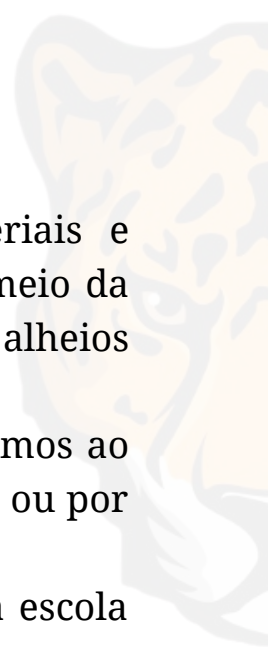 eriais e
meio da
alheios
mos ao
ou por
escola